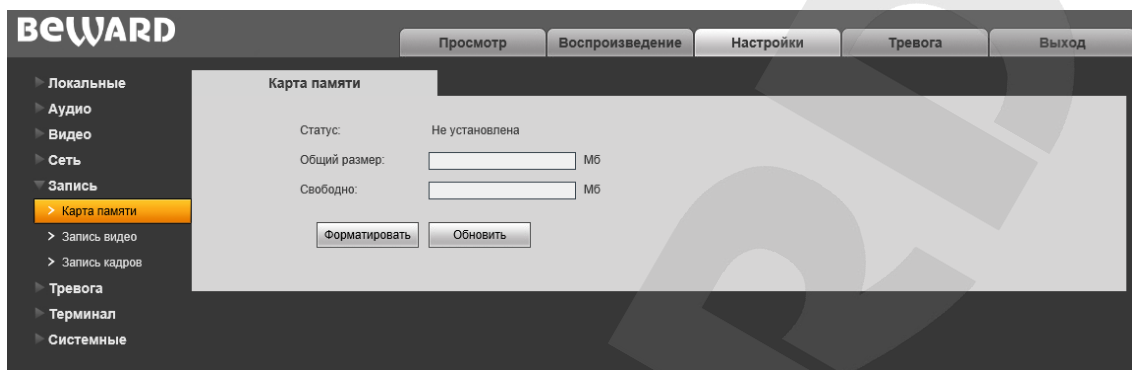 BEWARD
Просмотр Воспроизведение Настройки Тревога Выход
Локальные
Аудио
Видео
Сеть
Запись
> Карта памяти
> Запись видео
> Запись кадров
Тревога
Терминал
Системные
Карта памяти
Статус: Не установлена
Общий размер: Мб
Свободно: Мб
Форматировать Обновить